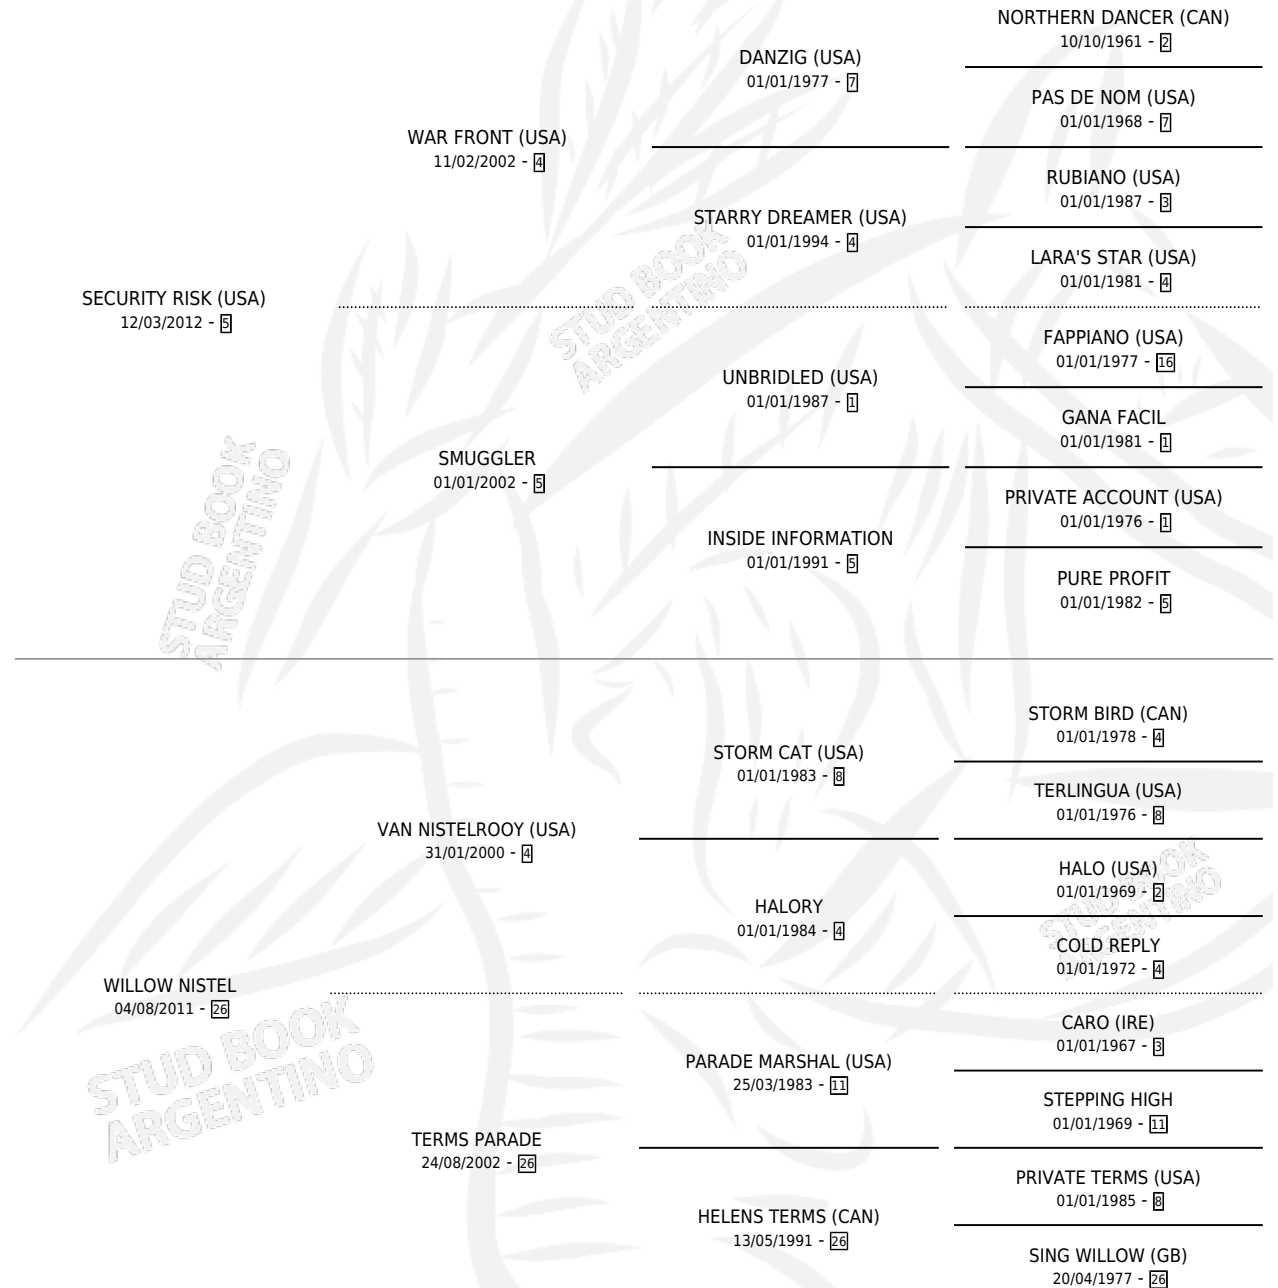 NORTHERN DANCER (CAN)
10/10/1961 - 2
DANZIG (USA)
01/01/1977 - 7
PAS DE NOM (USA)
01/01/1968 - 7
WAR FRONT (USA)
11/02/2002 - 4
RUBIANO (USA)
01/01/1987 - 3
STARRY DREAMER (USA)
01/01/1994 - 4
LARA'S STAR (USA)
01/01/1981 - 4
SECURITY RISK (USA)
12/03/2012 - 5
FAPPIANO (USA)
01/01/1977 - 16
UNBRIDLED (USA)
01/01/1987 - 1
GANA FACIL
01/01/1981 - 1
SMUGGLER
01/01/2002 - 5
PRIVATE ACCOUNT (USA)
01/01/1976 - 1
INSIDE INFORMATION
01/01/1991 - 5
PURE PROFIT
01/01/1982 - 5
STORM BIRD (CAN)
01/01/1978 - 4
STORM CAT (USA)
01/01/1983 - 8
TERLINGUA (USA)
01/01/1976 - 8
VAN NISTELROOY (USA)
31/01/2000 - 4
HALO (USA)
01/01/1969 - 2
HALORY
01/01/1984 - 4
COLD REPLY
01/01/1972 - 4
WILLOW NISTEL
04/08/2011 - 26
CARO (IRE)
01/01/1967 - 3
PARADE MARSHAL (USA)
25/03/1983 - 11
STEPPING HIGH
01/01/1969 - 11
TERMS PARADE
24/08/2002 - 26
PRIVATE TERMS (USA)
01/01/1985 - 8
HELENS TERMS (CAN)
13/05/1991 - 26
SING WILLOW (GB)
20/04/1977 - 26
STUD BOOK
ARGENTINO
STUD BOOK
ARGENTINO
STUD BOOK
ARGENTINO
STUD BOOK
ARGENTINO